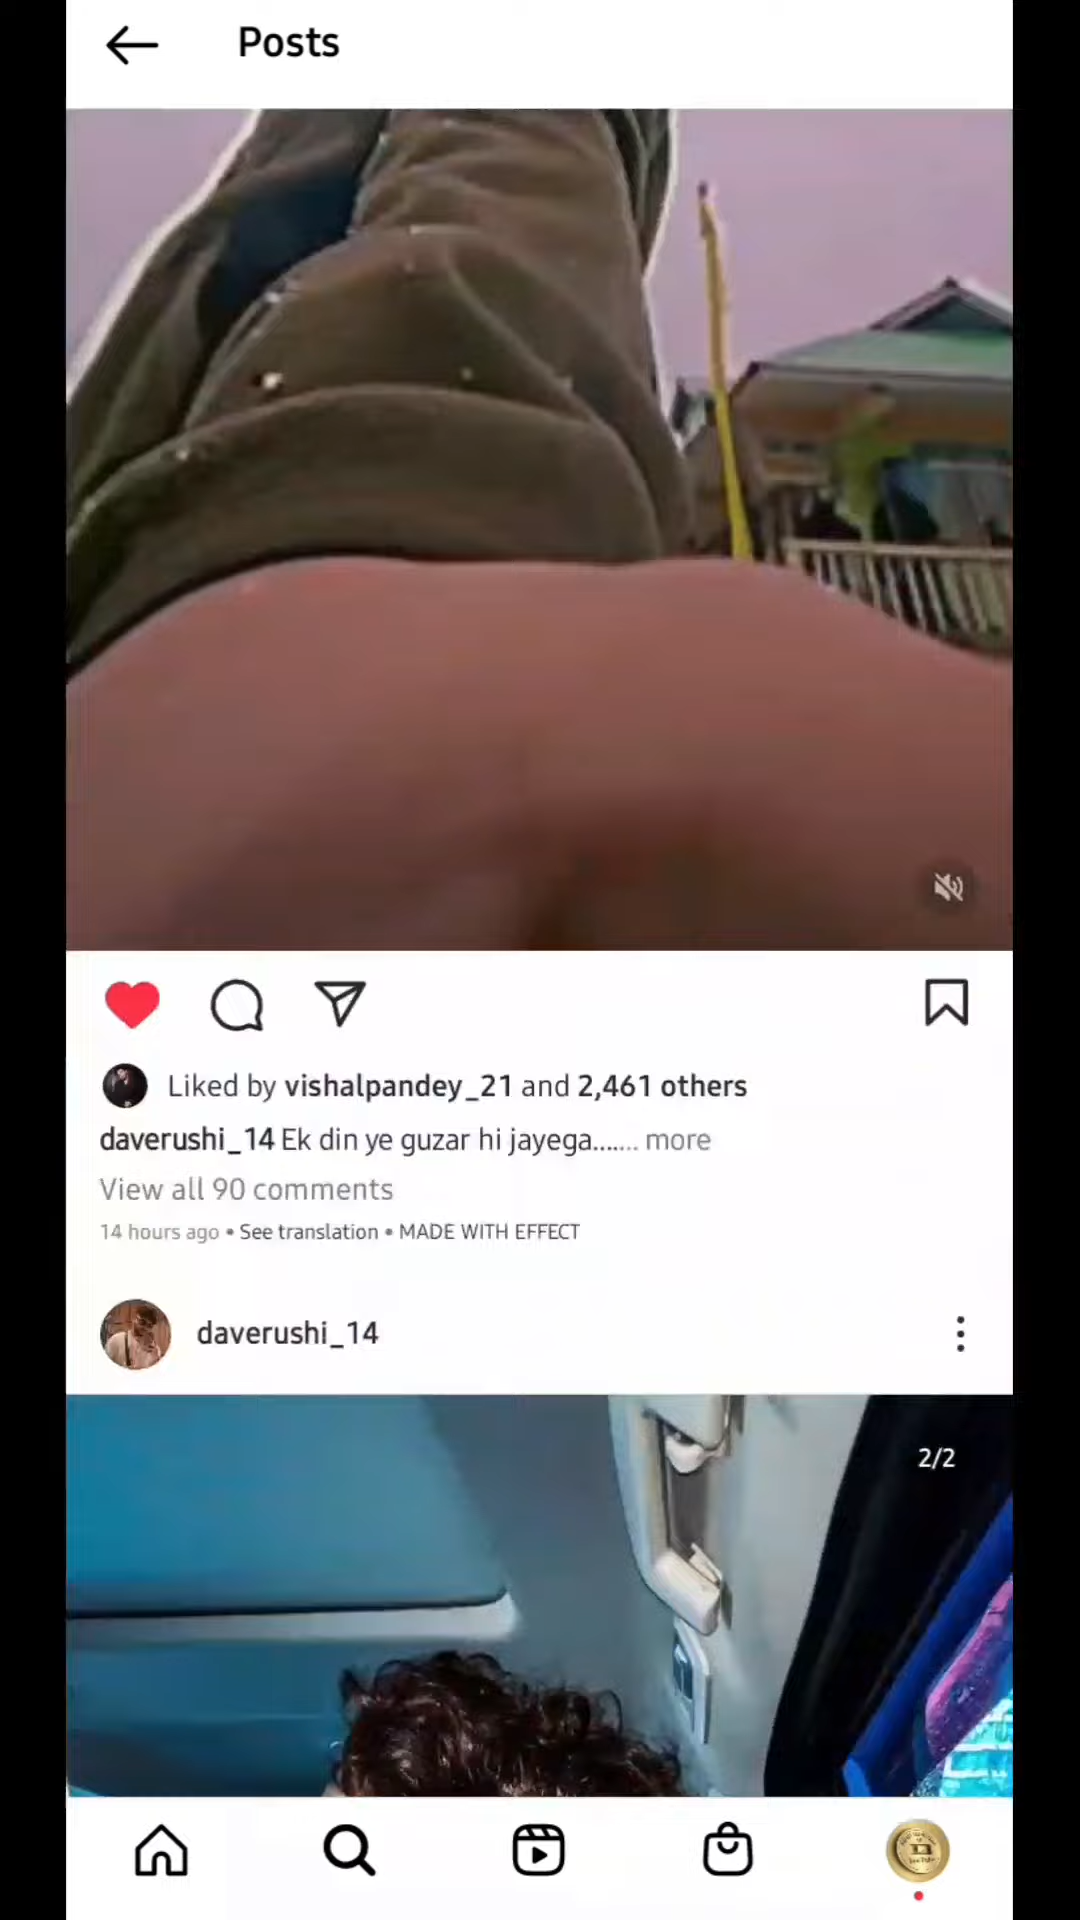 Posts
Liked by vishalpandey_21 and 2,461 others
daverushi_14 Ek din ye guzar hi jayega....... more
View all 90 comments
14 hours ago • See translation • MADE WITH EFFECT
daverushi_14
2/2